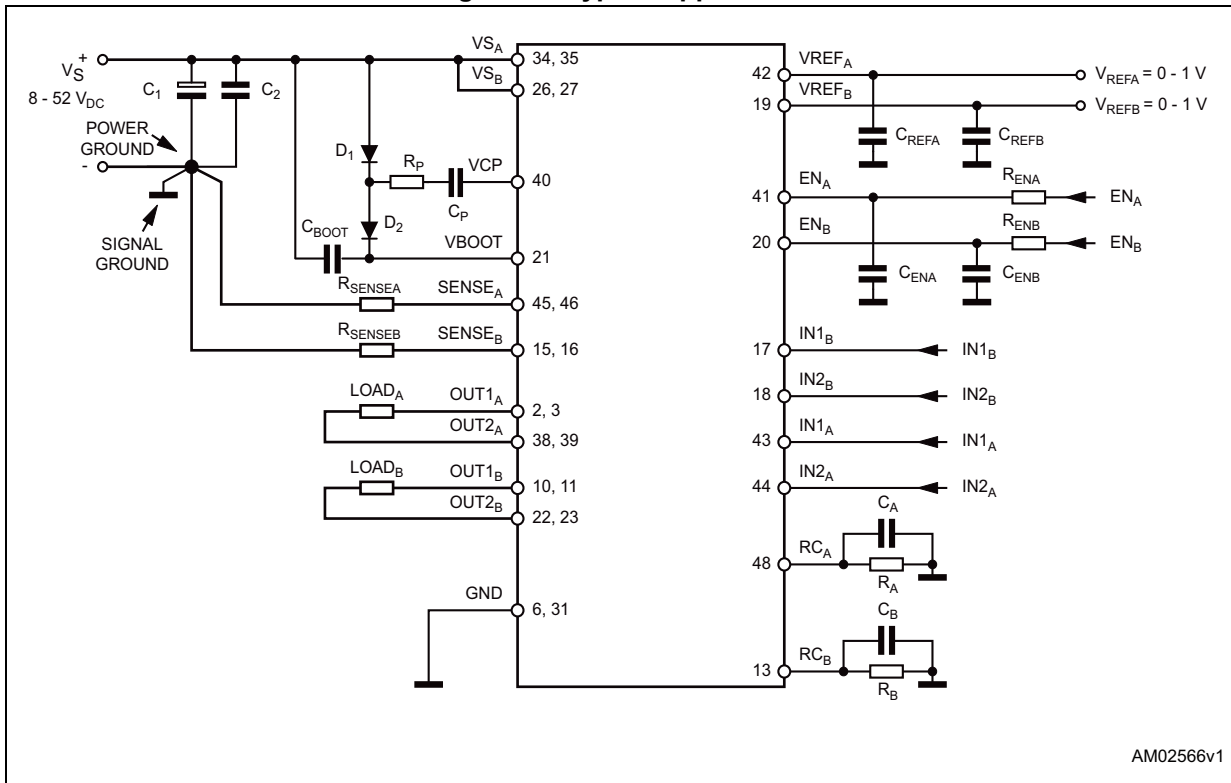 VS+
8 - 52 VDC
C1
C2
POWER
GROUND
-
SIGNAL
GROUND
D1
RP
CP
VCP
40
D2
CBOOT
VBOOT
21
VSA
34, 35
VSB
26, 27
RSENSEA
SENSEA
45, 46
RSENSEB
SENSEB
15, 16
LOADA
OUT1A
2, 3
OUT2A
38, 39
LOADB
OUT1B
10, 11
OUT2B
22, 23
GND
6, 31
42
VREFA
VREFA = 0 - 1 V
19
VREFB
VREFB = 0 - 1 V
CREFA
CREFB
41
ENA
RENA
ENA
20
ENB
RENB
ENB
CENA
CENB
17
IN1B
IN1B
18
IN2B
IN2B
43
IN1A
IN1A
44
IN2A
IN2A
48
RCA
CA
RA
13
RCB
CB
RB
AM02566v1